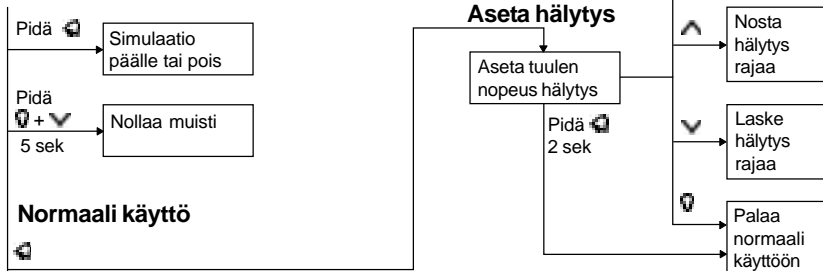 Pidä
Simulaatio
päälle tai pois
Pidä
+
5 sek
Nollaa muisti
Normaali käyttö
Aseta hälytys
Aseta tuulen
nopeus hälytys
Pidä
2 sek
Nosta
hälytys
rajaa
Laske
hälytys
rajaa
Palaa
normaali
käyttöön